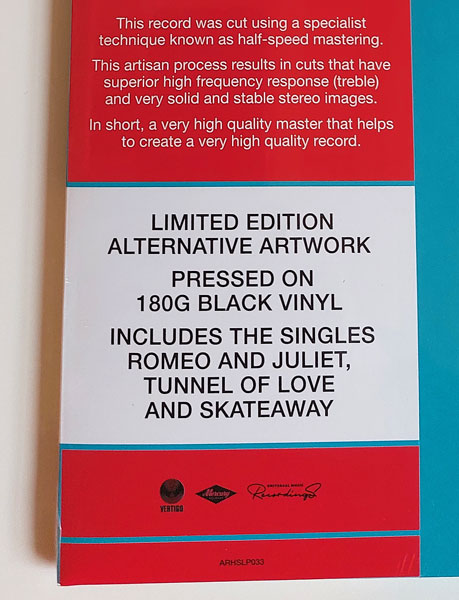 This record was cut using a specialist
technique known as half-speed mastering.
This artisan process results in cuts that have
superior high frequency response (treble)
and very solid and stable stereo images.
In short, a very high quality master that helps
to create a very high quality record.
LIMITED EDITION
ALTERNATIVE ARTWORK
PRESSED ON
180G BLACK VINYL
INCLUDES THE SINGLES
ROMEO AND JULIET,
TUNNEL OF LOVE
AND SKATEAWAY
VERTIGO
Mercury
UNIVERSAL MUSIC
Recordings
ARHSLP033